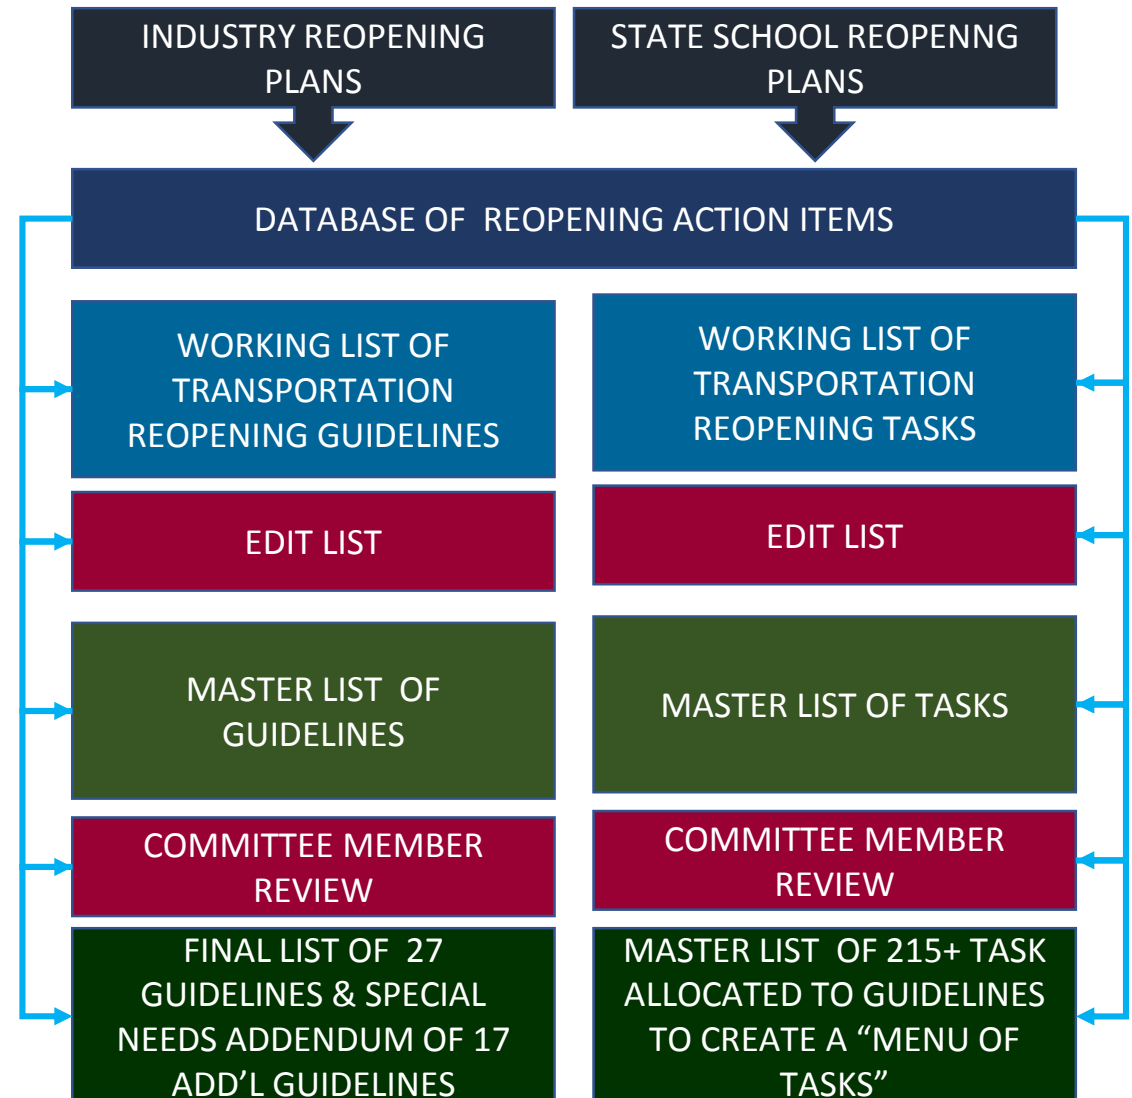 INDUSTRY REOPENING
PLANS
STATE SCHOOL REOPENNG
PLANS
DATABASE OF  REOPENING ACTION ITEMS
WORKING LIST OF
TRANSPORTATION
REOPENING GUIDELINES
WORKING LIST OF
TRANSPORTATION
REOPENING TASKS
EDIT LIST
EDIT LIST
MASTER LIST  OF
GUIDELINES
MASTER LIST OF TASKS
COMMITTEE MEMBER
REVIEW
COMMITTEE MEMBER
REVIEW
FINAL LIST OF  27
GUIDELINES & SPECIAL
NEEDS ADDENDUM OF 17
ADD’L GUIDELINES
MASTER LIST  OF 215+ TASK
ALLOCATED TO GUIDELINES
TO CREATE A “MENU OF
TASKS”